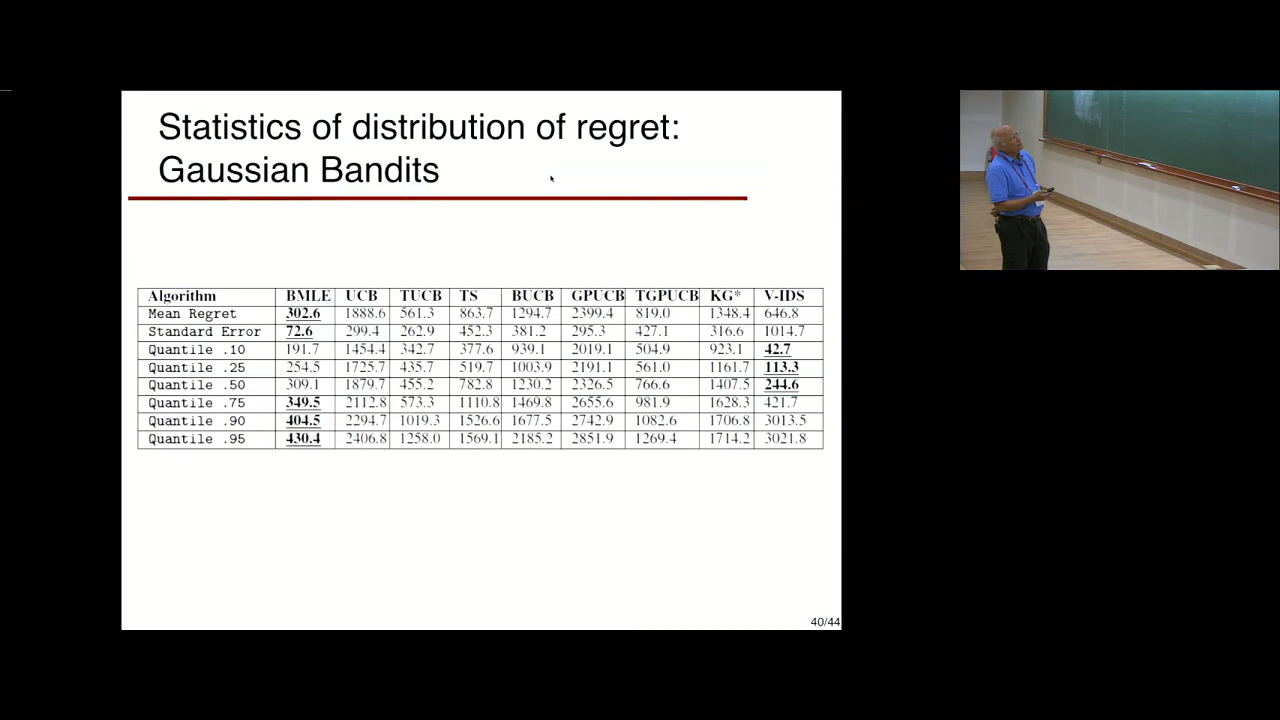 Statistics of distribution of regret:
Gaussian Bandits
Algorithm BMLE UCB TUCB TS BUCB GPUCB TGPUCB KG* V-IDS
Mean Regret 302.6 1888.6 561.3 863.7 1294.7 2399.4 819.0 1348.4 646.8
Standard Error 72.6 299.4 262.9 452.3 381.2 295.3 427.1 316.6 1014.7
Quantile .10 191.7 1454.4 342.7 377.6 939.1 2019.1 504.9 923.1 42.7
Quantile .25 254.5 1725.7 435.7 519.7 1003.9 2191.1 561.0 1161.7 113.3
Quantile .50 309.1 1879.7 455.2 782.8 1230.2 2326.5 766.6 1407.5 244.6
Quantile .75 349.5 2112.8 573.3 1110.8 1469.8 2655.6 981.9 1628.3 421.7
Quantile .90 404.5 2294.7 1019.3 1526.6 1677.5 2742.9 1082.6 1706.8 3013.5
Quantile .95 430.4 2406.8 1258.0 1569.1 2185.2 2851.9 1269.4 1714.2 3021.8
40/44